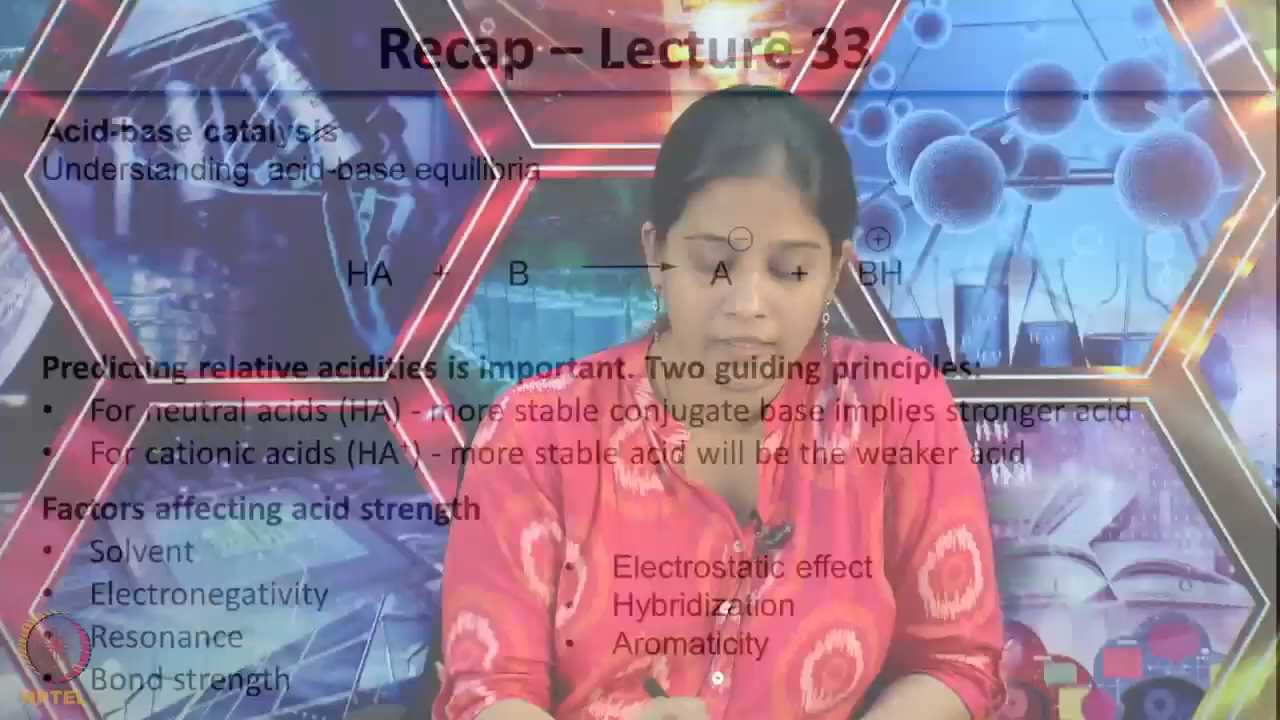 Recap – Lecture 33
Acid-base catalysis
Understanding acid-base equilibria
⊖ ⊕
HA + B → A + BH
Predicting relative acidities is important. Two guiding principles:
• For neutral acids (HA) - more stable conjugate base implies stronger acid
• For cationic acids (HA⁺) - more stable acid will be the weaker acid
Factors affecting acid strength
• Solvent
• Electronegativity
• Resonance
• Bond strength
• Electrostatic effect
• Hybridization
• Aromaticity
NPTEL